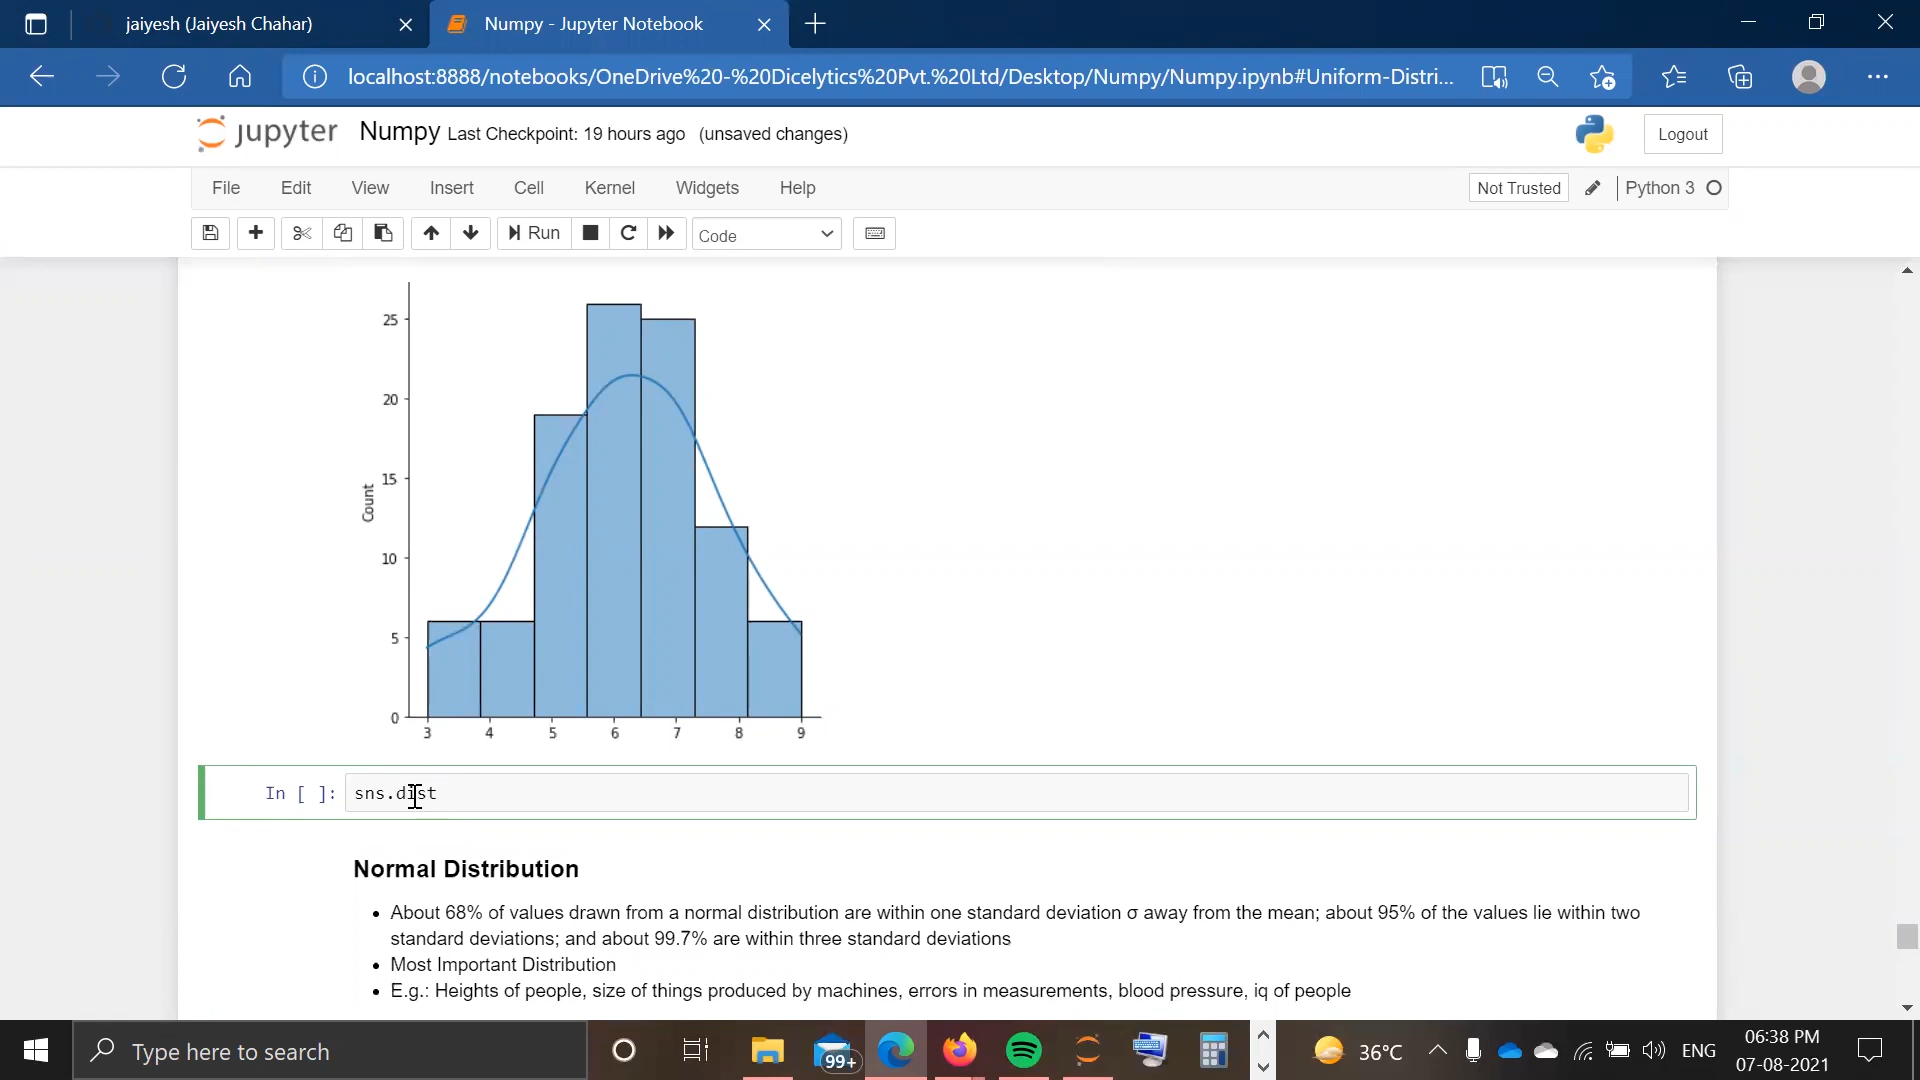 jaiyesh (Jaiyesh Chahar)
Numpy - Jupyter Notebook
localhost:8888/notebooks/OneDrive%20-%20Dicelytics%20Pvt.%20Ltd/Desktop/Numpy/Numpy.ipynb#Uniform-Distri...
jupyter Numpy Last Checkpoint: 19 hours ago (unsaved changes)
Logout
File Edit View Insert Cell Kernel Widgets Help
Not Trusted
Python 3
Run
Code
25
20
15
10
5
0
Count
3 4 5 6 7 8 9
In [ ]: sns.dist
Normal Distribution
• About 68% of values drawn from a normal distribution are within one standard deviation σ away from the mean; about 95% of the values lie within two
standard deviations; and about 99.7% are within three standard deviations
• Most Important Distribution
• E.g.: Heights of people, size of things produced by machines, errors in measurements, blood pressure, iq of people
Type here to search
99+
36°C
ENG
06:38 PM
07-08-2021